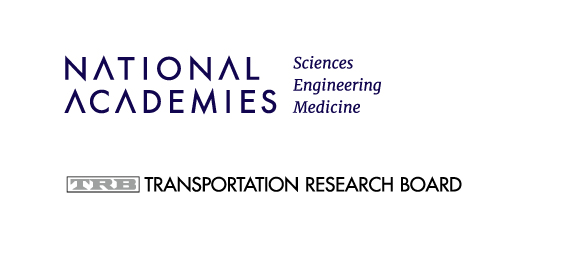 NATIONAL ACADEMIES
Sciences
Engineering
Medicine
TRB TRANSPORTATION RESEARCH BOARD